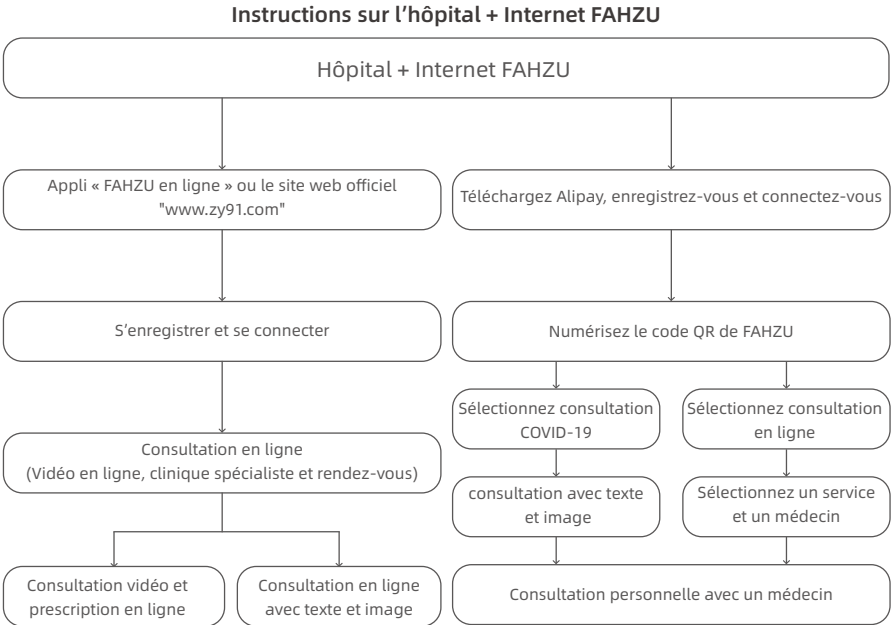 Instructions sur l’hôpital + Internet FAHZU
Hôpital + Internet FAHZU
Appli « FAHZU en ligne » ou le site web officiel
"www.zy91.com"
Téléchargez Alipay, enregistrez-vous et connectez-vous
S’enregistrer et se connecter
Numérisez le code QR de FAHZU
Sélectionnez consultation
COVID-19
Sélectionnez consultation
en ligne
Consultation en ligne
(Vidéo en ligne, clinique spécialiste et rendez-vous)
consultation avec texte
et image
Sélectionnez un service
et un médecin
Consultation vidéo et
prescription en ligne
Consultation en ligne
avec texte et image
Consultation personnelle avec un médecin